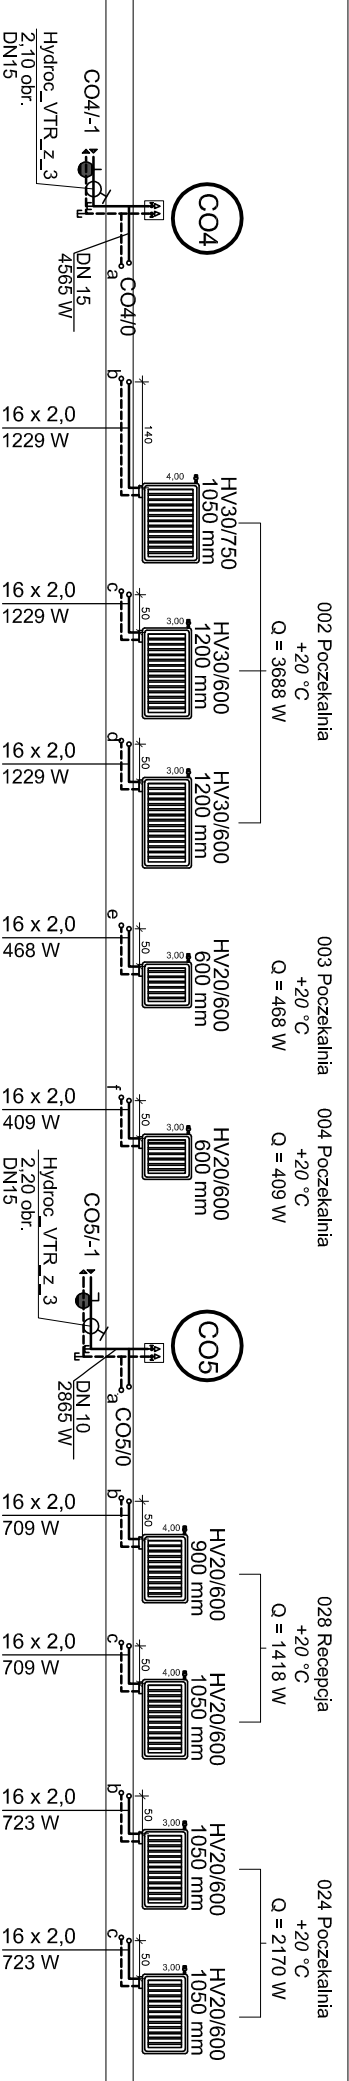 CO4
CO4/-1
Hydroc_VTR_z_3
2,10 obr.
DN15
CO4/0
DN 15
4565 W
a
002 Poczekalnia
+20 °C
Q = 3688 W
HV30/750
1050 mm
4,00
140
b
16 x 2,0
1229 W
HV30/600
1200 mm
3,00
50
c
16 x 2,0
1229 W
HV30/600
1200 mm
3,00
50
d
16 x 2,0
1229 W
003 Poczekalnia
+20 °C
Q = 468 W
HV20/600
600 mm
3,00
50
e
16 x 2,0
468 W
004 Poczekalnia
+20 °C
Q = 409 W
HV20/600
600 mm
3,00
50
f
16 x 2,0
409 W
CO5
CO5/-1
Hydroc_VTR_z_3
2,20 obr.
DN15
CO5/0
DN 10
2865 W
a
028 Recepcja
+20 °C
Q = 1418 W
HV20/600
900 mm
4,00
50
b
16 x 2,0
709 W
HV20/600
1050 mm
4,00
50
c
16 x 2,0
709 W
024 Poczekalnia
+20 °C
Q = 2170 W
HV20/600
1050 mm
3,00
50
b
16 x 2,0
723 W
HV20/600
1050 mm
3,00
50
c
16 x 2,0
723 W